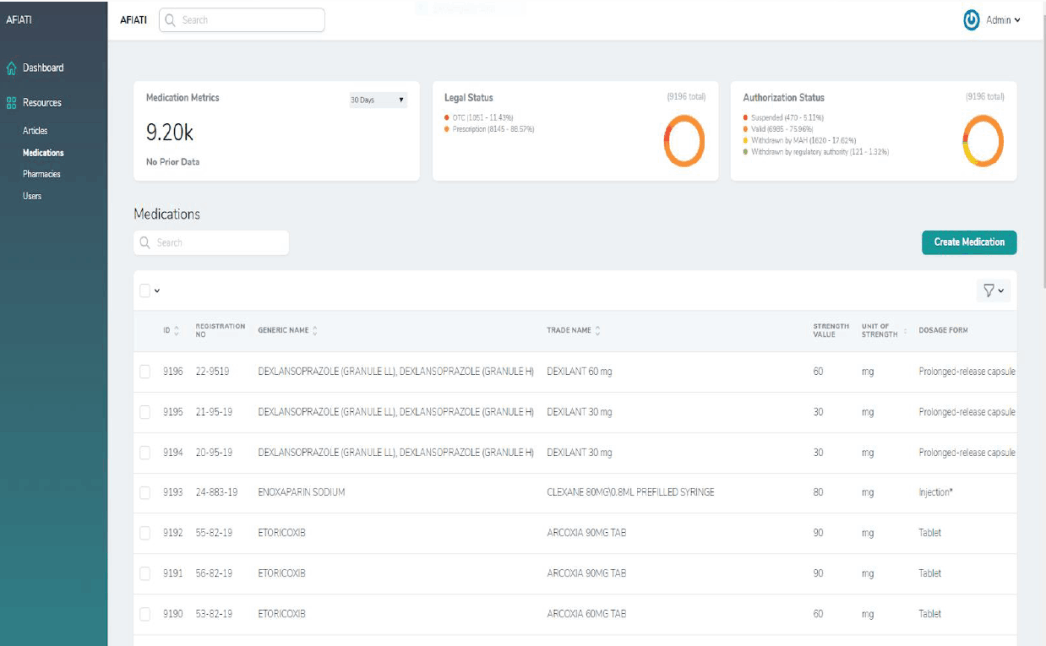 AFIATI
Dashboard
Resources
Articles
Medications
Pharmacies
Users
AFIATI
Search
Admin
Medication Metrics
30 Days
9.20k
No Prior Data
Legal Status
(9196 total)
OTC (1051 - 11.43%)
Prescription (8145 - 88.57%)
Authorization Status
(9196 total)
Suspended (470 - 5.11%)
Valid (6985 - 75.96%)
Withdrawn by MAH (1620 - 17.62%)
Withdrawn by regulatory authority (121 - 1.32%)
Medications
Search
Create Medication
ID REGISTRATION NO GENERIC NAME TRADE NAME STRENGTH VALUE UNIT OF STRENGTH DOSAGE FORM
9196 22-9519 DEXLANSOPRAZOLE (GRANULE LL), DEXLANSOPRAZOLE (GRANULE H) DEXILANT 60 mg 60 mg Prolonged-release capsule
9195 21-95-19 DEXLANSOPRAZOLE (GRANULE LL), DEXLANSOPRAZOLE (GRANULE H) DEXILANT 30 mg 30 mg Prolonged-release capsule
9194 20-95-19 DEXLANSOPRAZOLE (GRANULE LL), DEXLANSOPRAZOLE (GRANULE H) DEXILANT 30 mg 30 mg Prolonged-release capsule
9193 24-883-19 ENOXAPARIN SODIUM CLEXANE 80MG\0.8ML PREFILLED SYRINGE 80 mg Injection*
9192 55-82-19 ETORICOXIB ARCOXIA 90MG TAB 90 mg Tablet
9191 56-82-19 ETORICOXIB ARCOXIA 90MG TAB 90 mg Tablet
9190 53-82-19 ETORICOXIB ARCOXIA 60MG TAB 60 mg Tablet